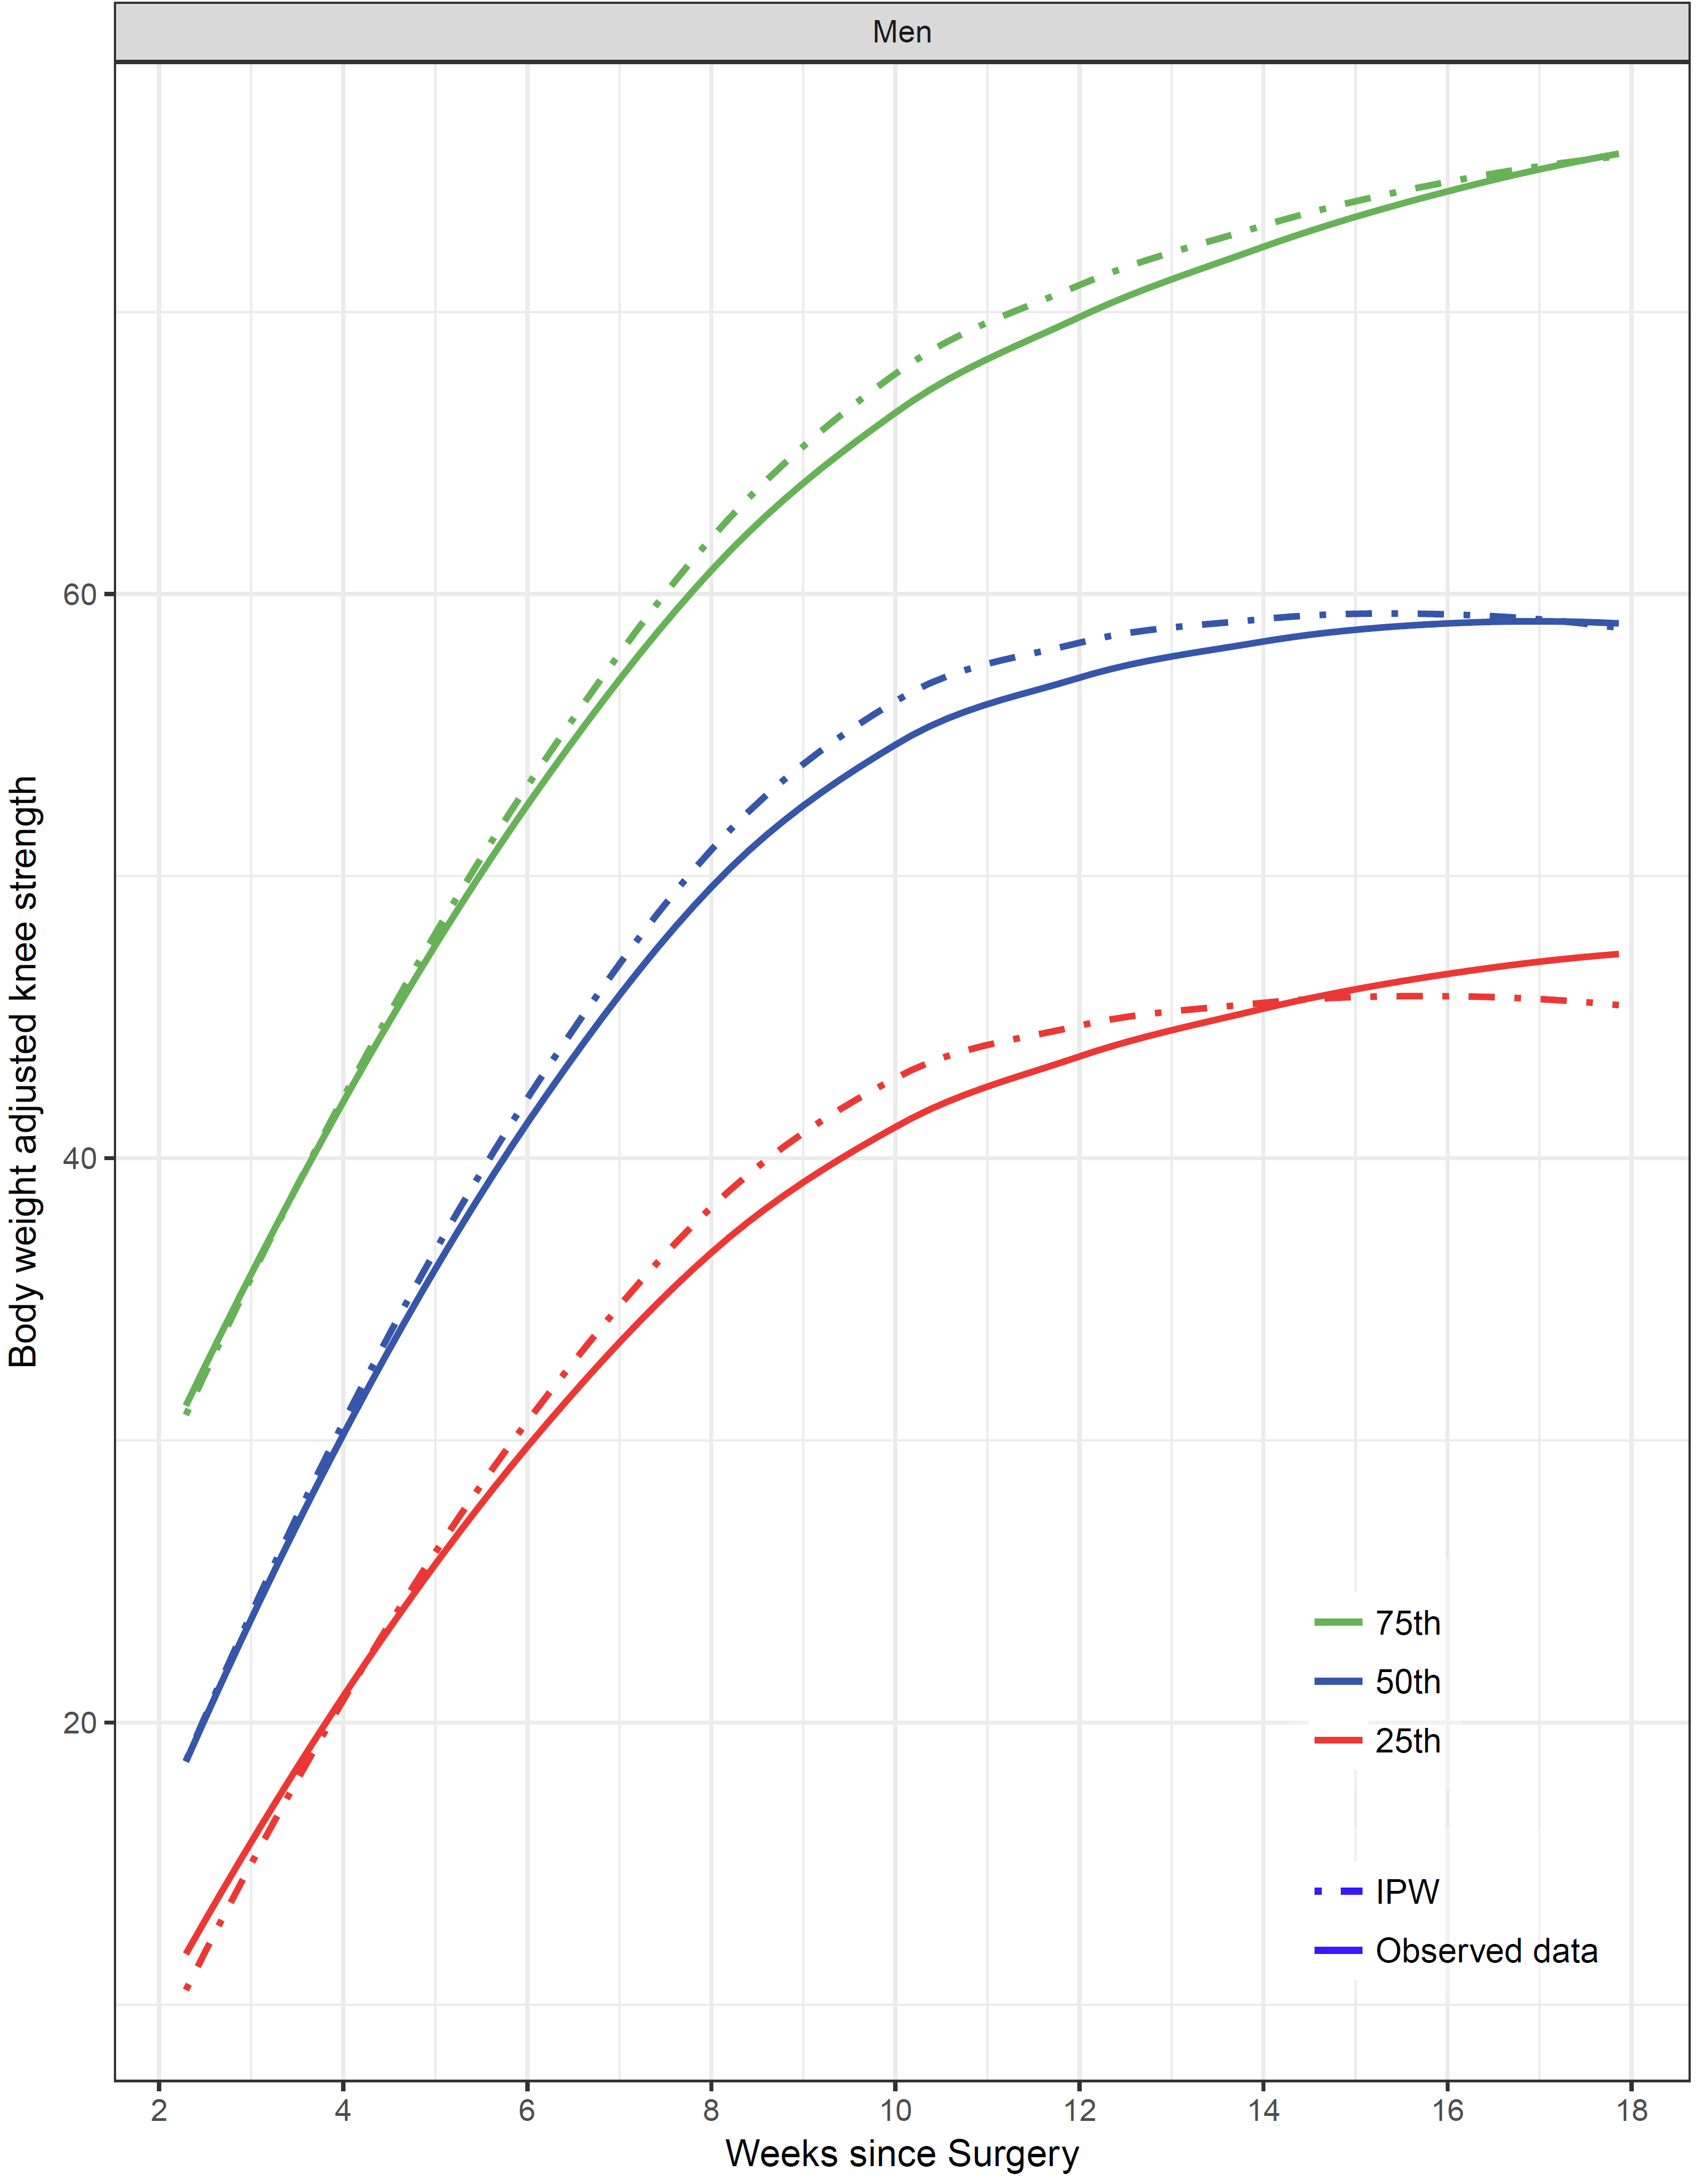 Men
Body weight adjusted knee strength
60
40
20
75th
50th
25th
IPW
Observed data
2 4 6 8 10 12 14 16 18
Weeks since Surgery